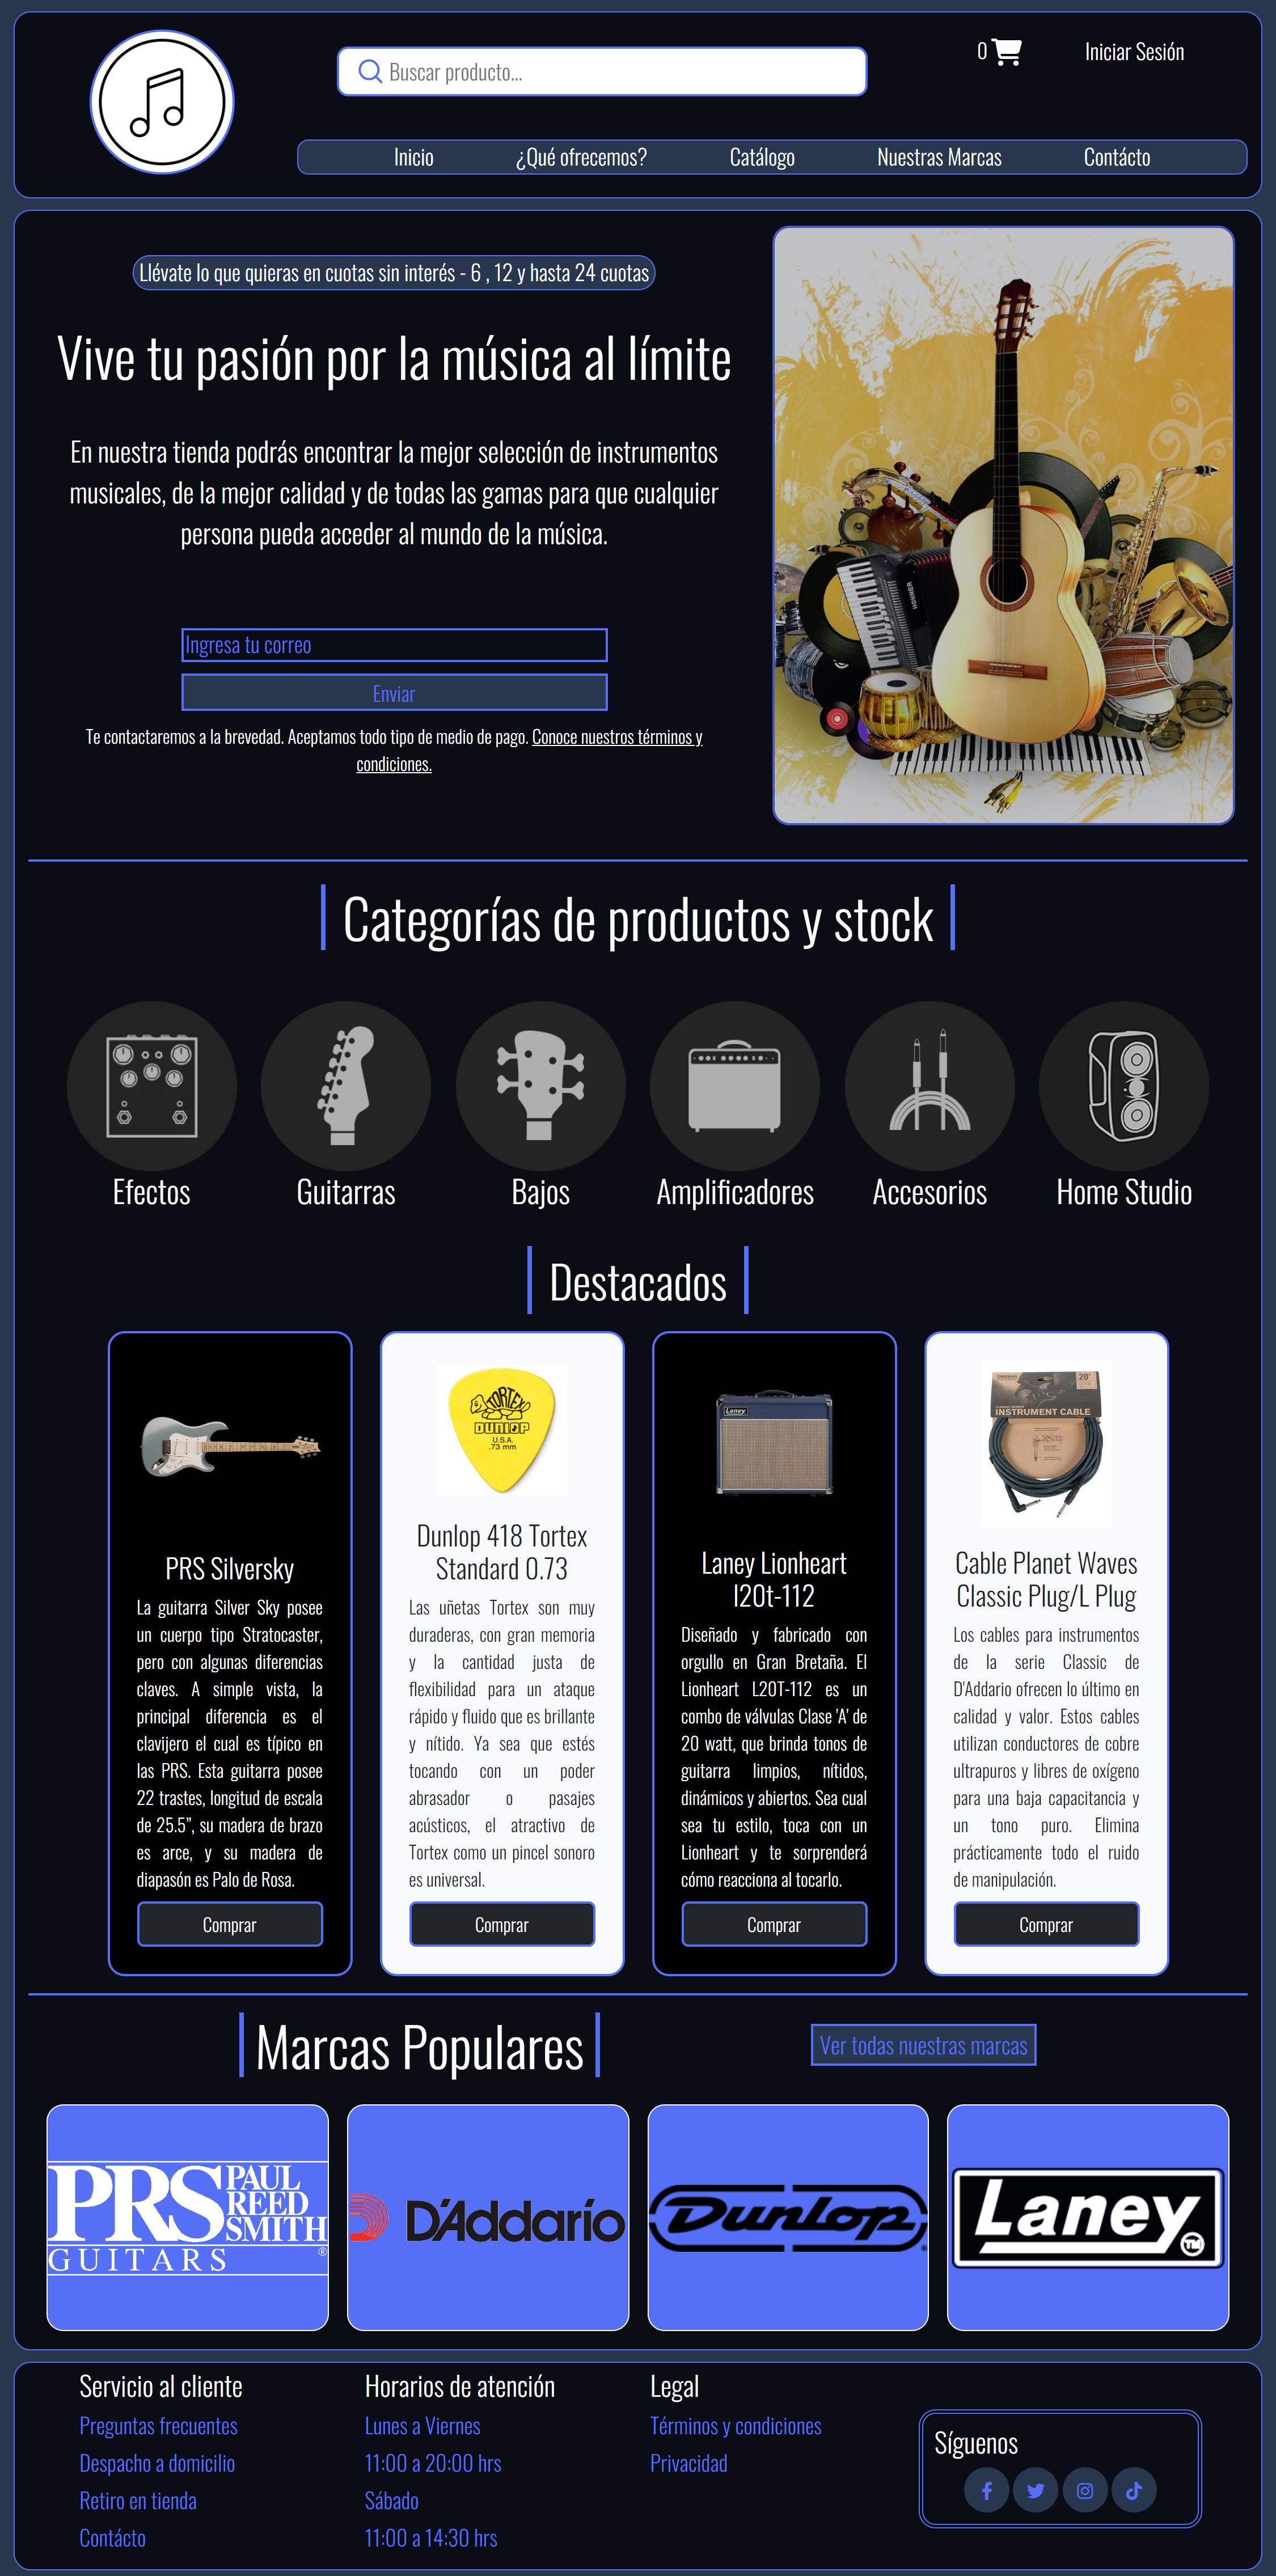 Buscar producto...
0
Iniciar Sesión
Inicio
¿Qué ofrecemos?
Catálogo
Nuestras Marcas
Contácto
Llévate lo que quieras en cuotas sin interés - 6 , 12 y hasta 24 cuotas
Vive tu pasión por la música al límite
En nuestra tienda podrás encontrar la mejor selección de instrumentos
musicales, de la mejor calidad y de todas las gamas para que cualquier
persona pueda acceder al mundo de la música.
Ingresa tu correo
Enviar
Te contactaremos a la brevedad. Aceptamos todo tipo de medio de pago. Conoce nuestros términos y
condiciones.
HOHNER
Categorías de productos y stock
Efectos
Guitarras
Bajos
Amplificadores
Accesorios
Home Studio
Destacados
PRS Silversky
La guitarra Silver Sky posee
un cuerpo tipo Stratocaster,
pero con algunas diferencias
claves. A simple vista, la
principal diferencia es el
clavijero el cual es típico en
las PRS. Esta guitarra posee
22 trastes, longitud de escala
de 25.5”, su madera de brazo
es arce, y su madera de
diapasón es Palo de Rosa.
Comprar
TORTEX
DUNLOP
U.S.A.
.73 mm
Dunlop 418 Tortex
Standard 0.73
Las uñetas Tortex son muy
duraderas, con gran memoria
y la cantidad justa de
flexibilidad para un ataque
rápido y fluido que es brillante
y nítido. Ya sea que estés
tocando con un poder
abrasador o pasajes
acústicos, el atractivo de
Tortex como un pincel sonoro
es universal.
Comprar
Laney
Laney Lionheart
l20t-112
Diseñado y fabricado con
orgullo en Gran Bretaña. El
Lionheart L20T-112 es un
combo de válvulas Clase 'A' de
20 watt, que brinda tonos de
guitarra limpios, nítidos,
dinámicos y abiertos. Sea cual
sea tu estilo, toca con un
Lionheart y te sorprenderá
cómo reacciona al tocarlo.
Comprar
20'
INSTRUMENT CABLE
Cable Planet Waves
Classic Plug/L Plug
Los cables para instrumentos
de la serie Classic de
D'Addario ofrecen lo último en
calidad y valor. Estos cables
utilizan conductores de cobre
ultrapuros y libres de oxígeno
para una baja capacitancia y
un tono puro. Elimina
prácticamente todo el ruido
de manipulación.
Comprar
Marcas Populares
Ver todas nuestras marcas
PRS PAUL REED SMITH
GUITARS ®
D'Addario
Dunlop ®
Laney TM
Servicio al cliente
Preguntas frecuentes
Despacho a domicilio
Retiro en tienda
Contácto
Horarios de atención
Lunes a Viernes
11:00 a 20:00 hrs
Sábado
11:00 a 14:30 hrs
Legal
Términos y condiciones
Privacidad
Síguenos